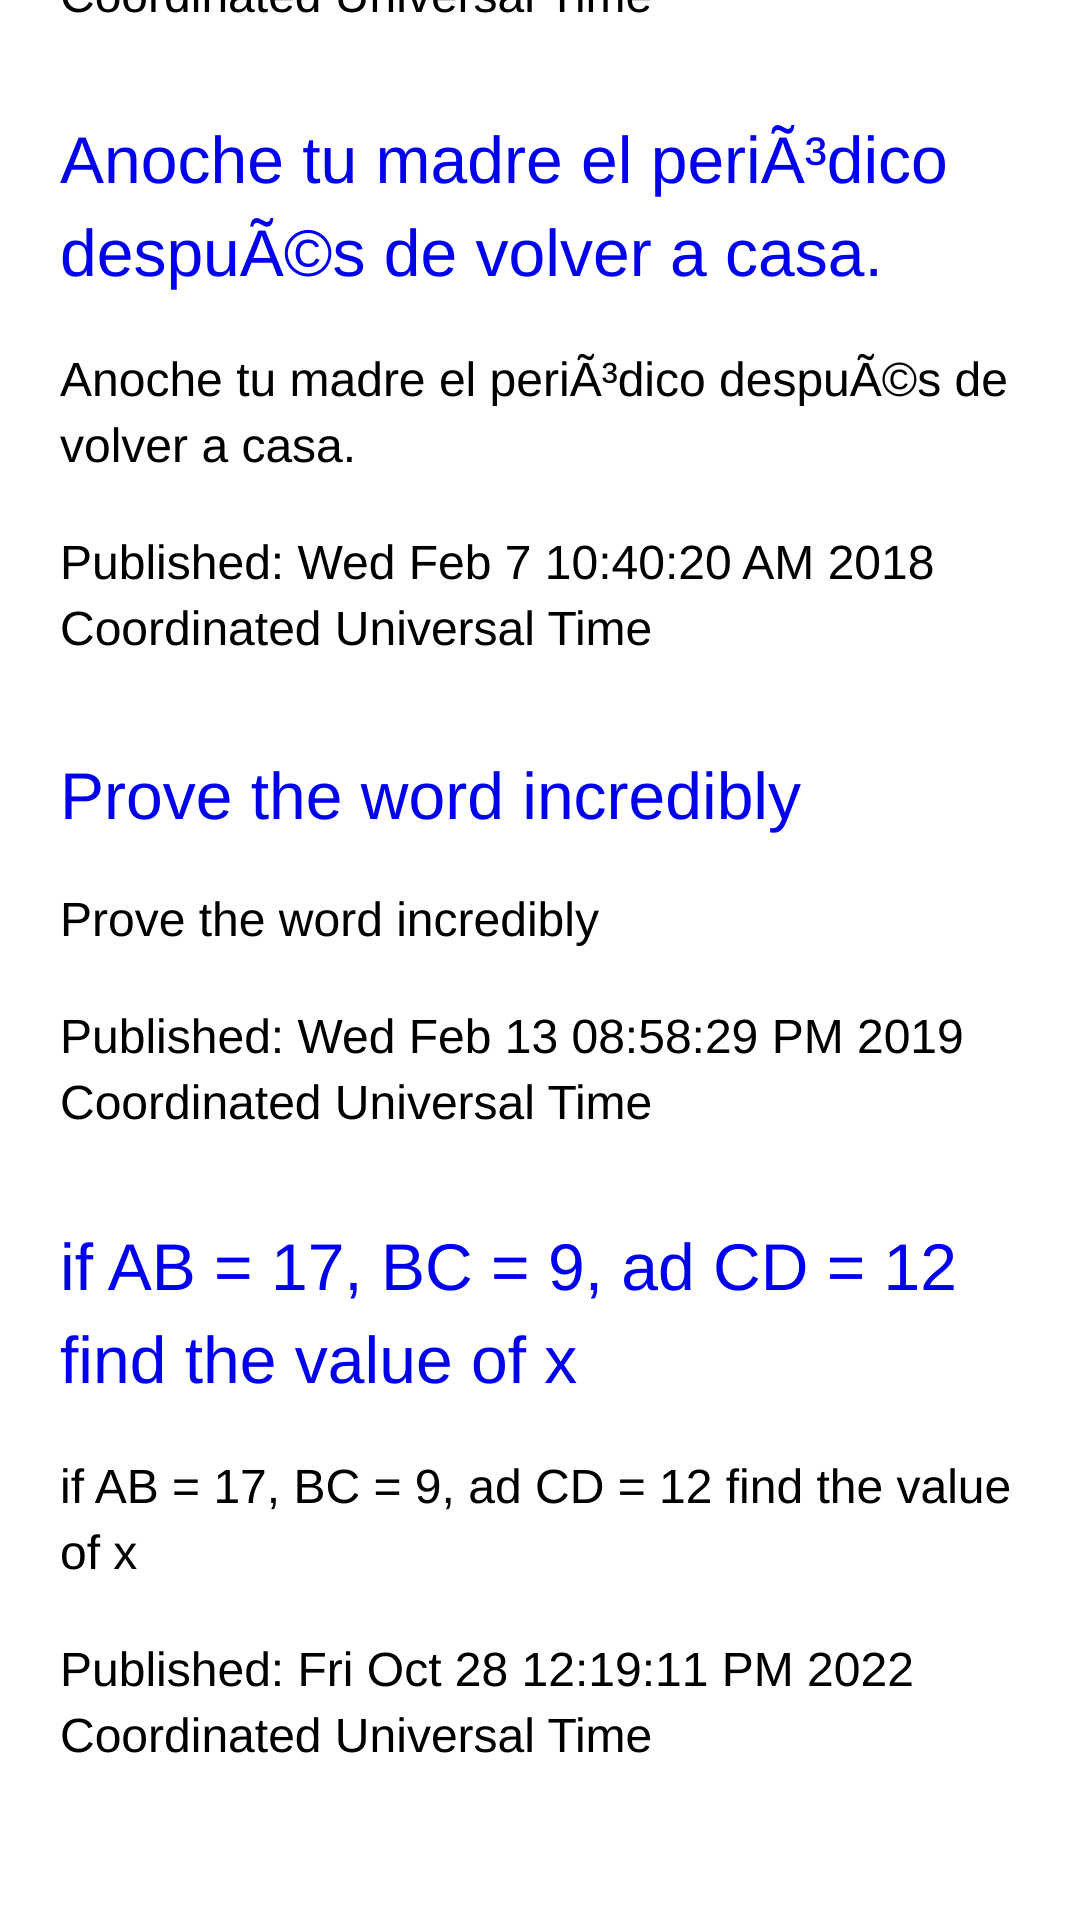 Coordinated Universal Time
Anoche tu madre el periÃ³dico
despuÃ©s de volver a casa.
Anoche tu madre el periÃ³dico despuÃ©s de
volver a casa.
Published: Wed Feb 7 10:40:20 AM 2018
Coordinated Universal Time
Prove the word incredibly
Prove the word incredibly
Published: Wed Feb 13 08:58:29 PM 2019
Coordinated Universal Time
if AB = 17, BC = 9, ad CD = 12
find the value of x
if AB = 17, BC = 9, ad CD = 12 find the value
of x
Published: Fri Oct 28 12:19:11 PM 2022
Coordinated Universal Time